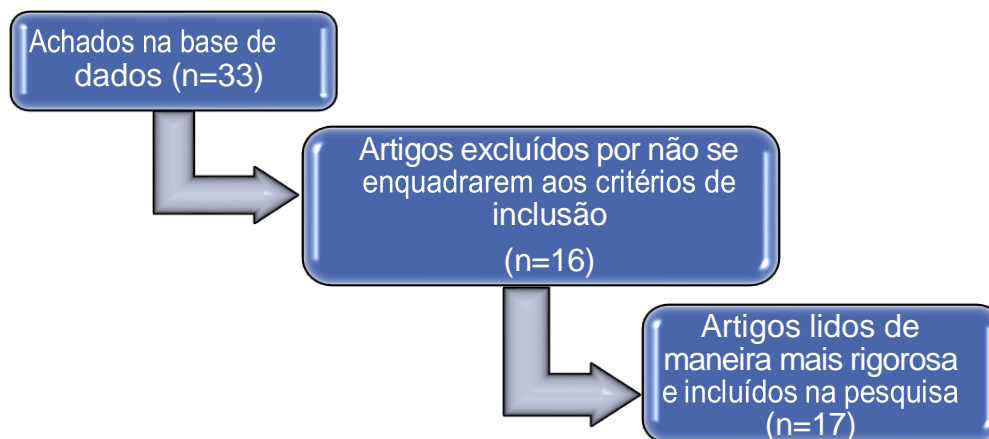 Achados na base de
dados (n=33)
Artigos excluídos por não se
enquadrarem aos critérios de
inclusão
(n=16)
Artigos lidos de
maneira mais rigorosa
e incluídos na pesquisa
(n=17)